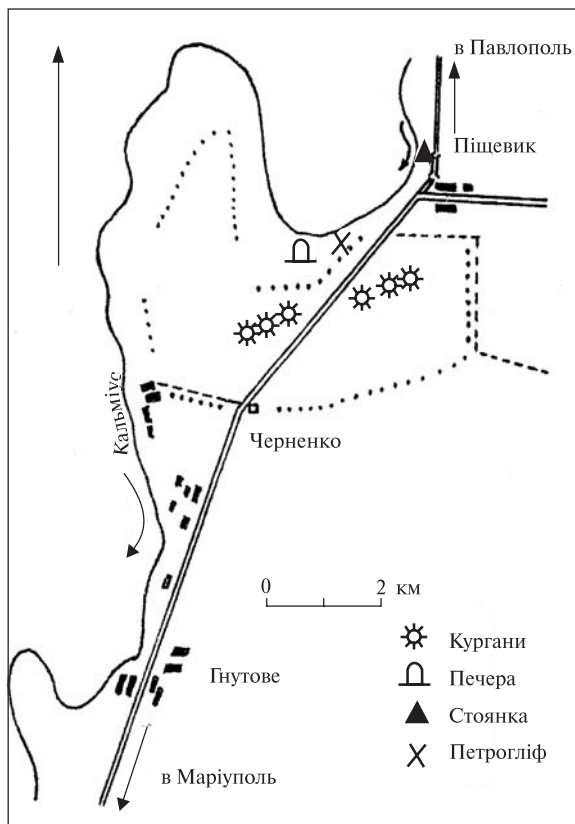 в Павлополь
Піщевик
Кальміус
Черненко
0 2 км
Гнутове
Кургани
Печера
Стоянка
Петрогліф
в Маріуполь